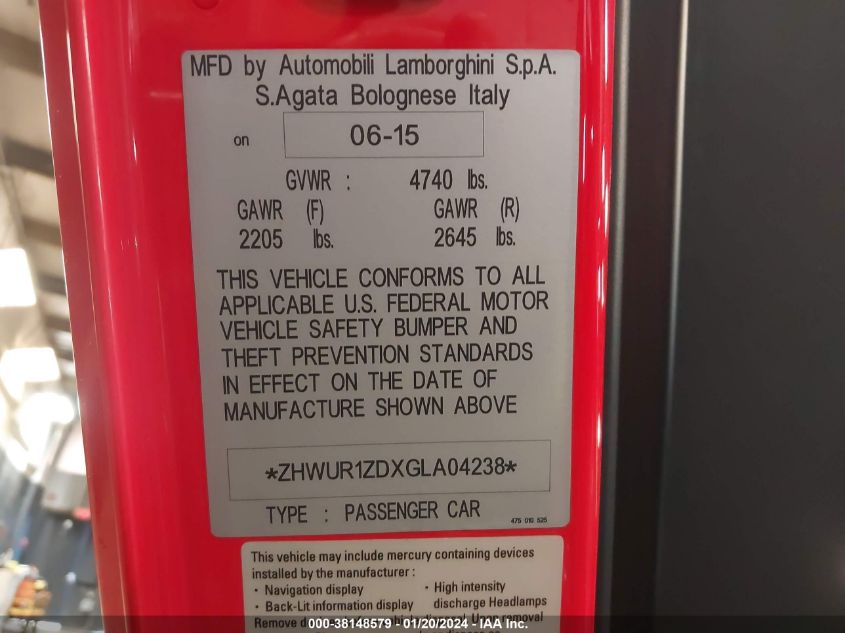 MFD by Automobili Lamborghini S.p.A.
S.Agata Bolognese Italy
on 06-15
GVWR : 4740 lbs.
GAWR (F) GAWR (R)
2205 lbs. 2645 lbs.
THIS VEHICLE CONFORMS TO ALL
APPLICABLE U.S. FEDERAL MOTOR
VEHICLE SAFETY BUMPER AND
THEFT PREVENTION STANDARDS
IN EFFECT ON THE DATE OF
MANUFACTURE SHOWN ABOVE
*ZHWUR1ZDXGLA04238*
TYPE : PASSENGER CAR
475 010 525
This vehicle may include mercury containing devices
installed by the manufacturer :
• Navigation display
• Back-Lit information display
• High intensity
discharge Headlamps
Remove removal
000-38148579 - 01/20/2024 - IAA Inc.